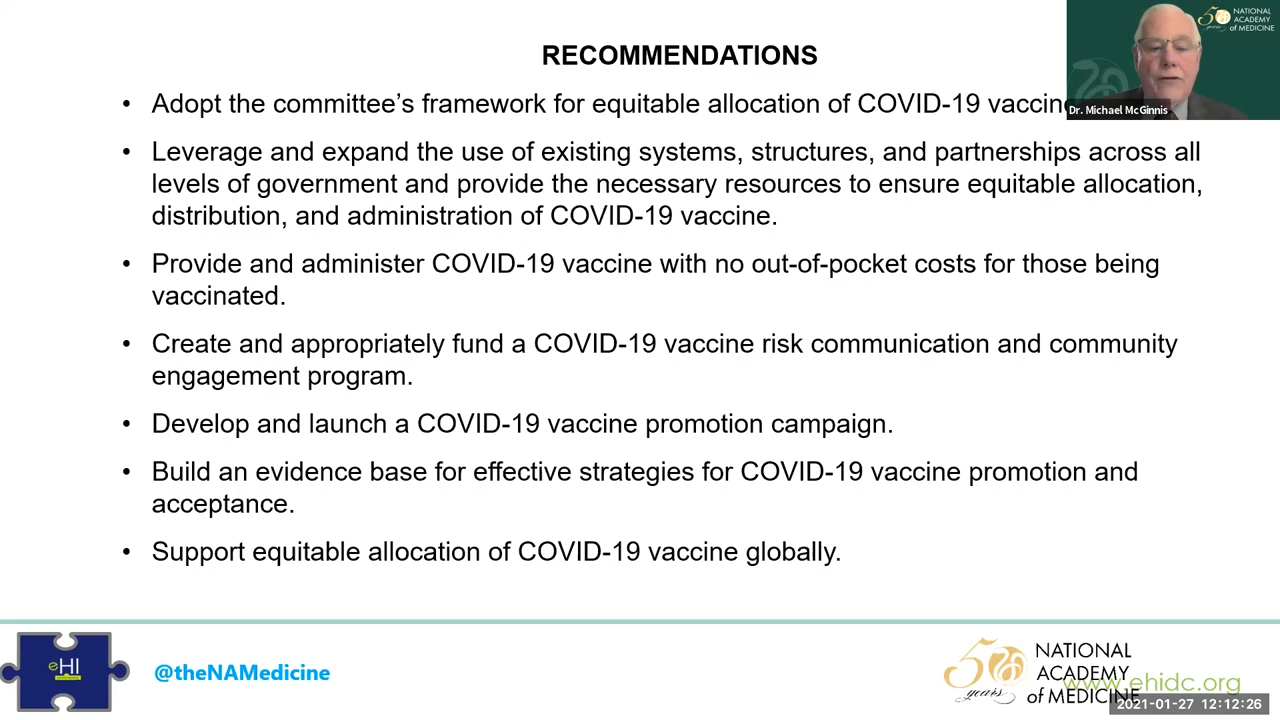 RECOMMENDATIONS
50 years NATIONAL
ACADEMY
of MEDICINE
Dr. Michael McGinnis
• Adopt the committee's framework for equitable allocation of COVID-19
• Leverage and expand the use of existing systems, structures, and partnerships across all
levels of government and provide the necessary resources to ensure equitable allocation,
distribution, and administration of COVID-19 vaccine.
• Provide and administer COVID-19 vaccine with no out-of-pocket costs for those being
vaccinated.
• Create and appropriately fund a COVID-19 vaccine risk communication and community
engagement program.
• Develop and launch a COVID-19 vaccine promotion campaign.
• Build an evidence base for effective strategies for COVID-19 vaccine promotion and
acceptance.
• Support equitable allocation of COVID-19 vaccine globally.
eHI
@theNAMedicine
50 years
NATIONAL
ACADEMY
of MEDICINE
www.ehidc.org
2021-01-27 12:12:26